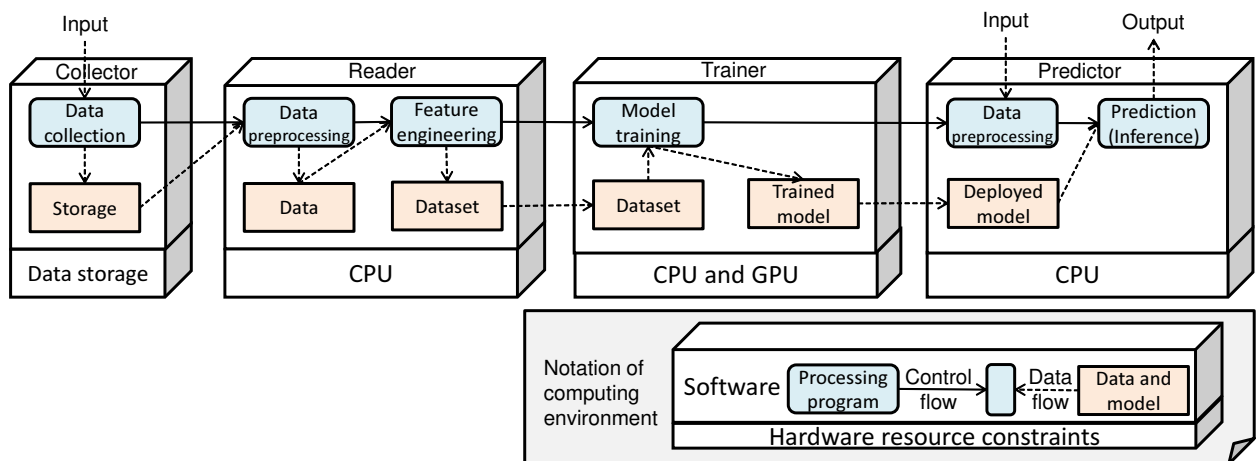 Input
Input
Output
Collector
Reader
Trainer
Predictor
Data
collection
Data
preprocessing
Feature
engineering
Model
training
Data
preprocessing
Prediction
(Inference)
Storage
Data
Dataset
Dataset
Trained
model
Deployed
model
Data storage
CPU
CPU and GPU
CPU
Notation of
computing
environment
Software
Processing
program
Control
flow
Data
flow
Data and
model
Hardware resource constraints